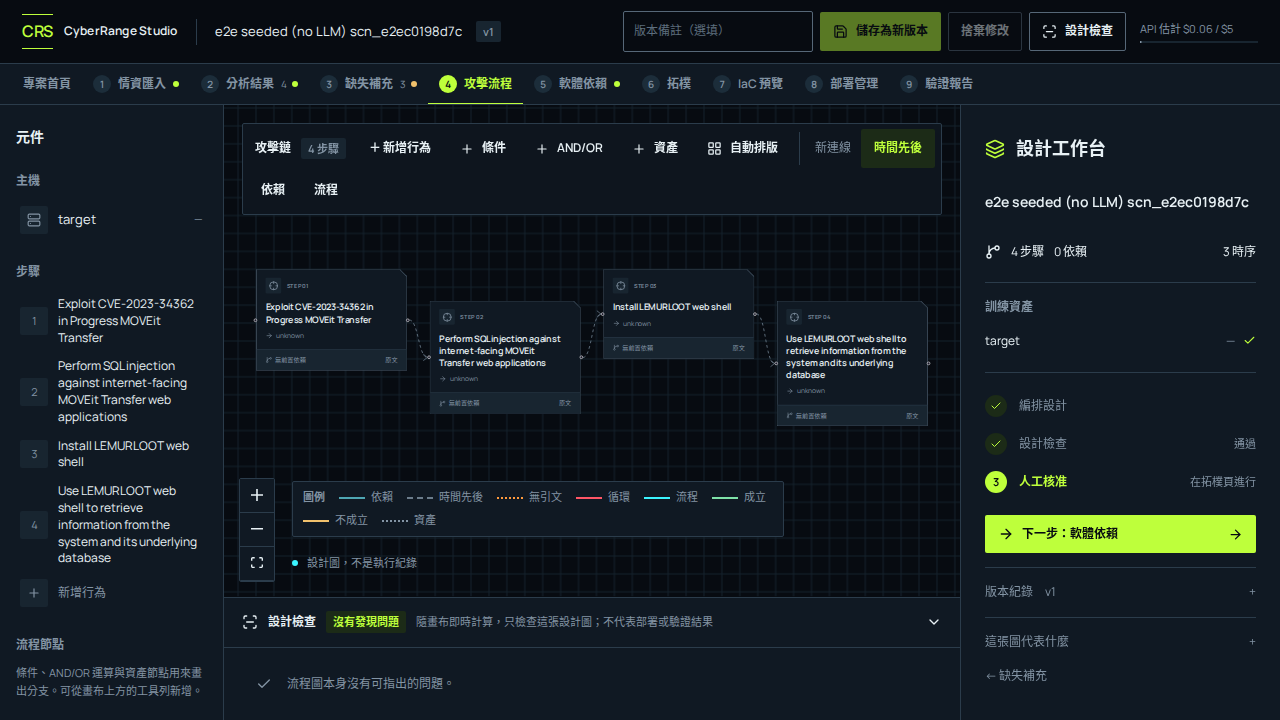 CRS CyberRange Studio e2e seeded (no LLM) scn_e2ec0198d7c v1 版本備註（選填） 儲存為新版本 捨棄修改 設計檢查 API 估計 $0.06 / $5
專案首頁 1 情資匯入 2 分析結果 4 3 缺失補充 3 4 攻擊流程 5 軟體依賴 6 拓樸 7 IaC 預覽 8 部署管理 9 驗證報告
元件
主機
target –
步驟
1 Exploit CVE-2023-34362
in Progress MOVEit
Transfer
2 Perform SQL injection
against internet-facing
MOVEit Transfer web
applications
3 Install LEMURLOOT web
shell
4 Use LEMURLOOT web
shell to retrieve
information from the
system and its underlying
database
+ 新增行為
流程節點
條件、AND/OR 運算與資產節點用來畫
出分支。可從畫布上方的工具列新增。
攻擊鏈 4 步驟 + 新增行為 + 條件 + AND/OR + 資產 自動排版 新連線 時間先後
依賴 流程
STEP 01
Exploit CVE-2023-34362 in
Progress MOVEit Transfer
→ unknown
無前置依賴 原文
STEP 02
Perform SQL injection against
internet-facing MOVEit
Transfer web applications
→ unknown
無前置依賴 原文
STEP 03
Install LEMURLOOT web shell
→ unknown
無前置依賴 原文
STEP 04
Use LEMURLOOT web shell to
retrieve information from the
system and its underlying
database
→ unknown
無前置依賴 原文
圖例 依賴 時間先後 無引文 循環 流程 成立
不成立 資產
設計圖，不是執行紀錄
設計檢查 沒有發現問題 隨畫布即時計算，只檢查這張設計圖；不代表部署或驗證結果
流程圖本身沒有可指出的問題。
設計工作台
e2e seeded (no LLM) scn_e2ec0198d7c
4 步驟 0 依賴 3 時序
訓練資產
target –
編排設計
設計檢查 通過
3 人工核准 在拓樸頁進行
→ 下一步：軟體依賴 →
版本紀錄 v1 +
這張圖代表什麼 +
← 缺失補充